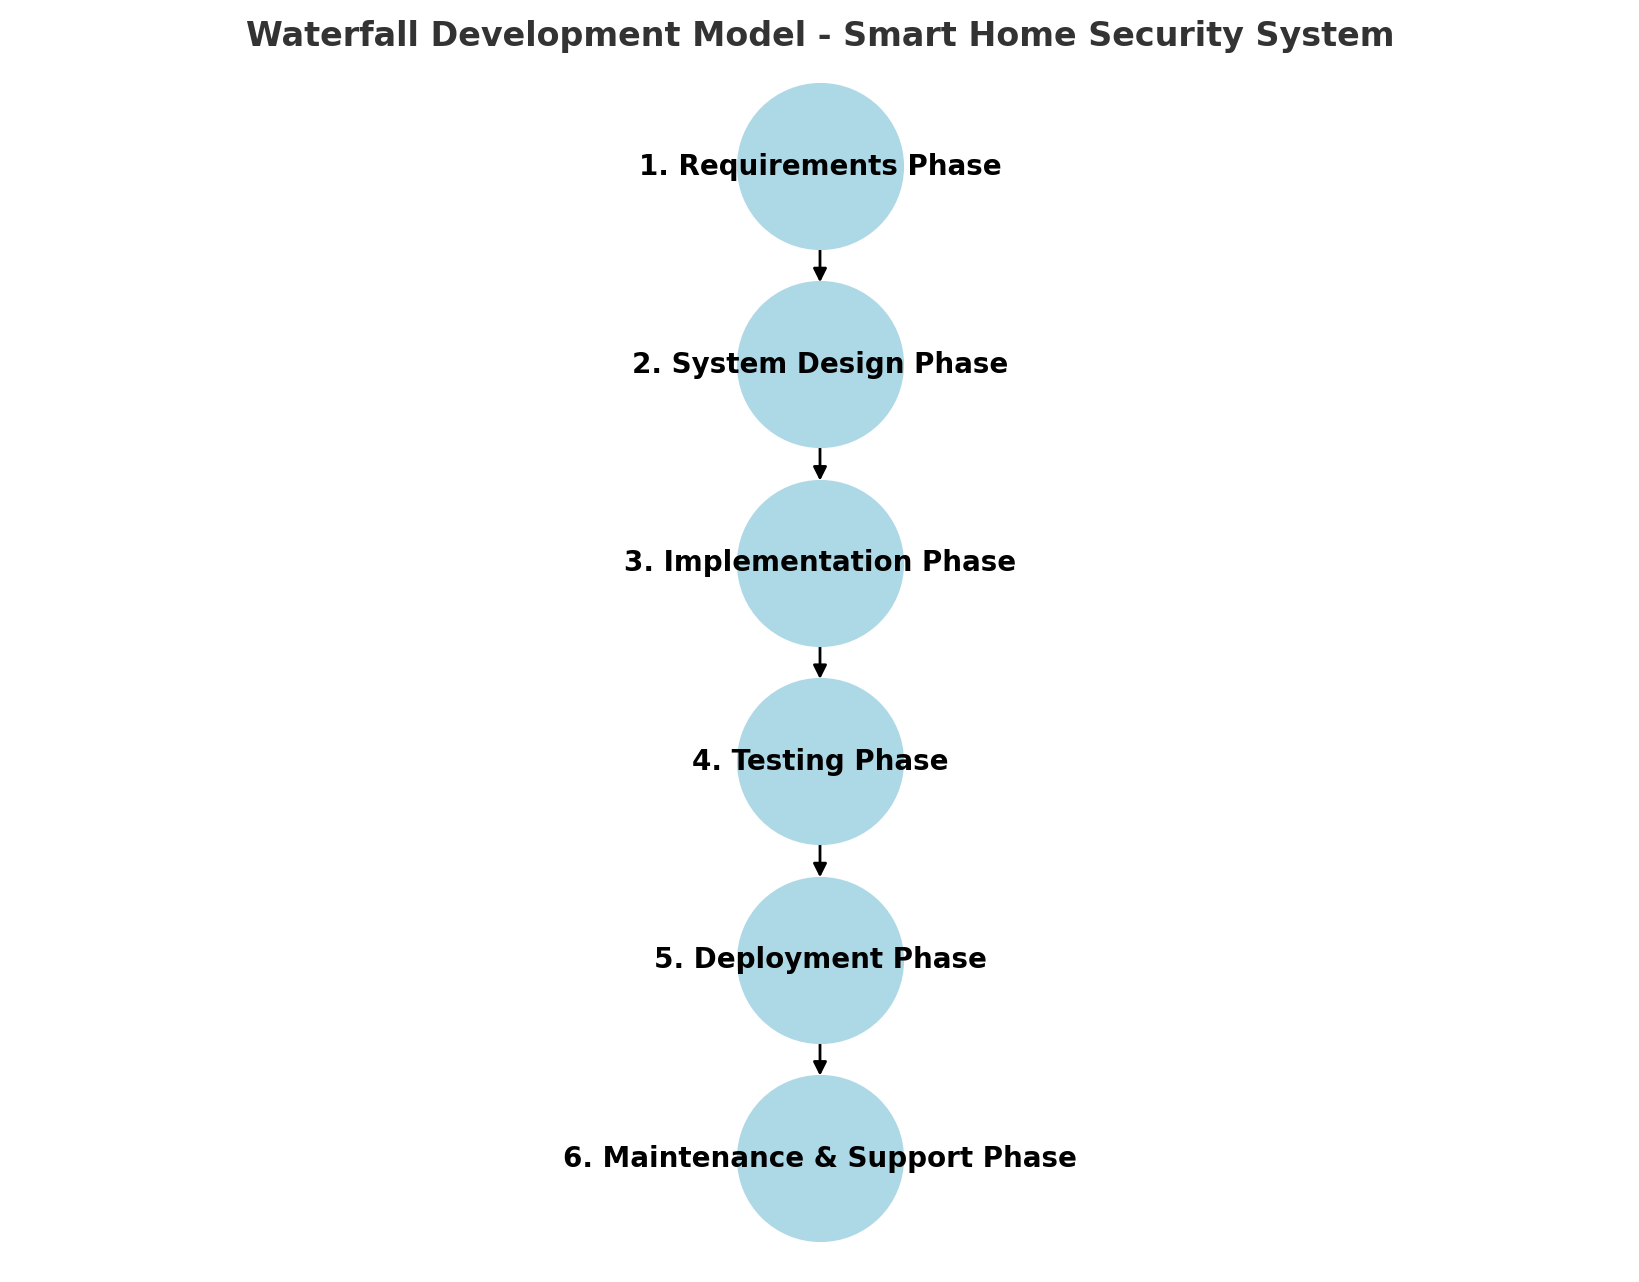 Waterfall Development Model - Smart Home Security System
1. Requirements Phase
2. System Design Phase
3. Implementation Phase
4. Testing Phase
5. Deployment Phase
6. Maintenance & Support Phase